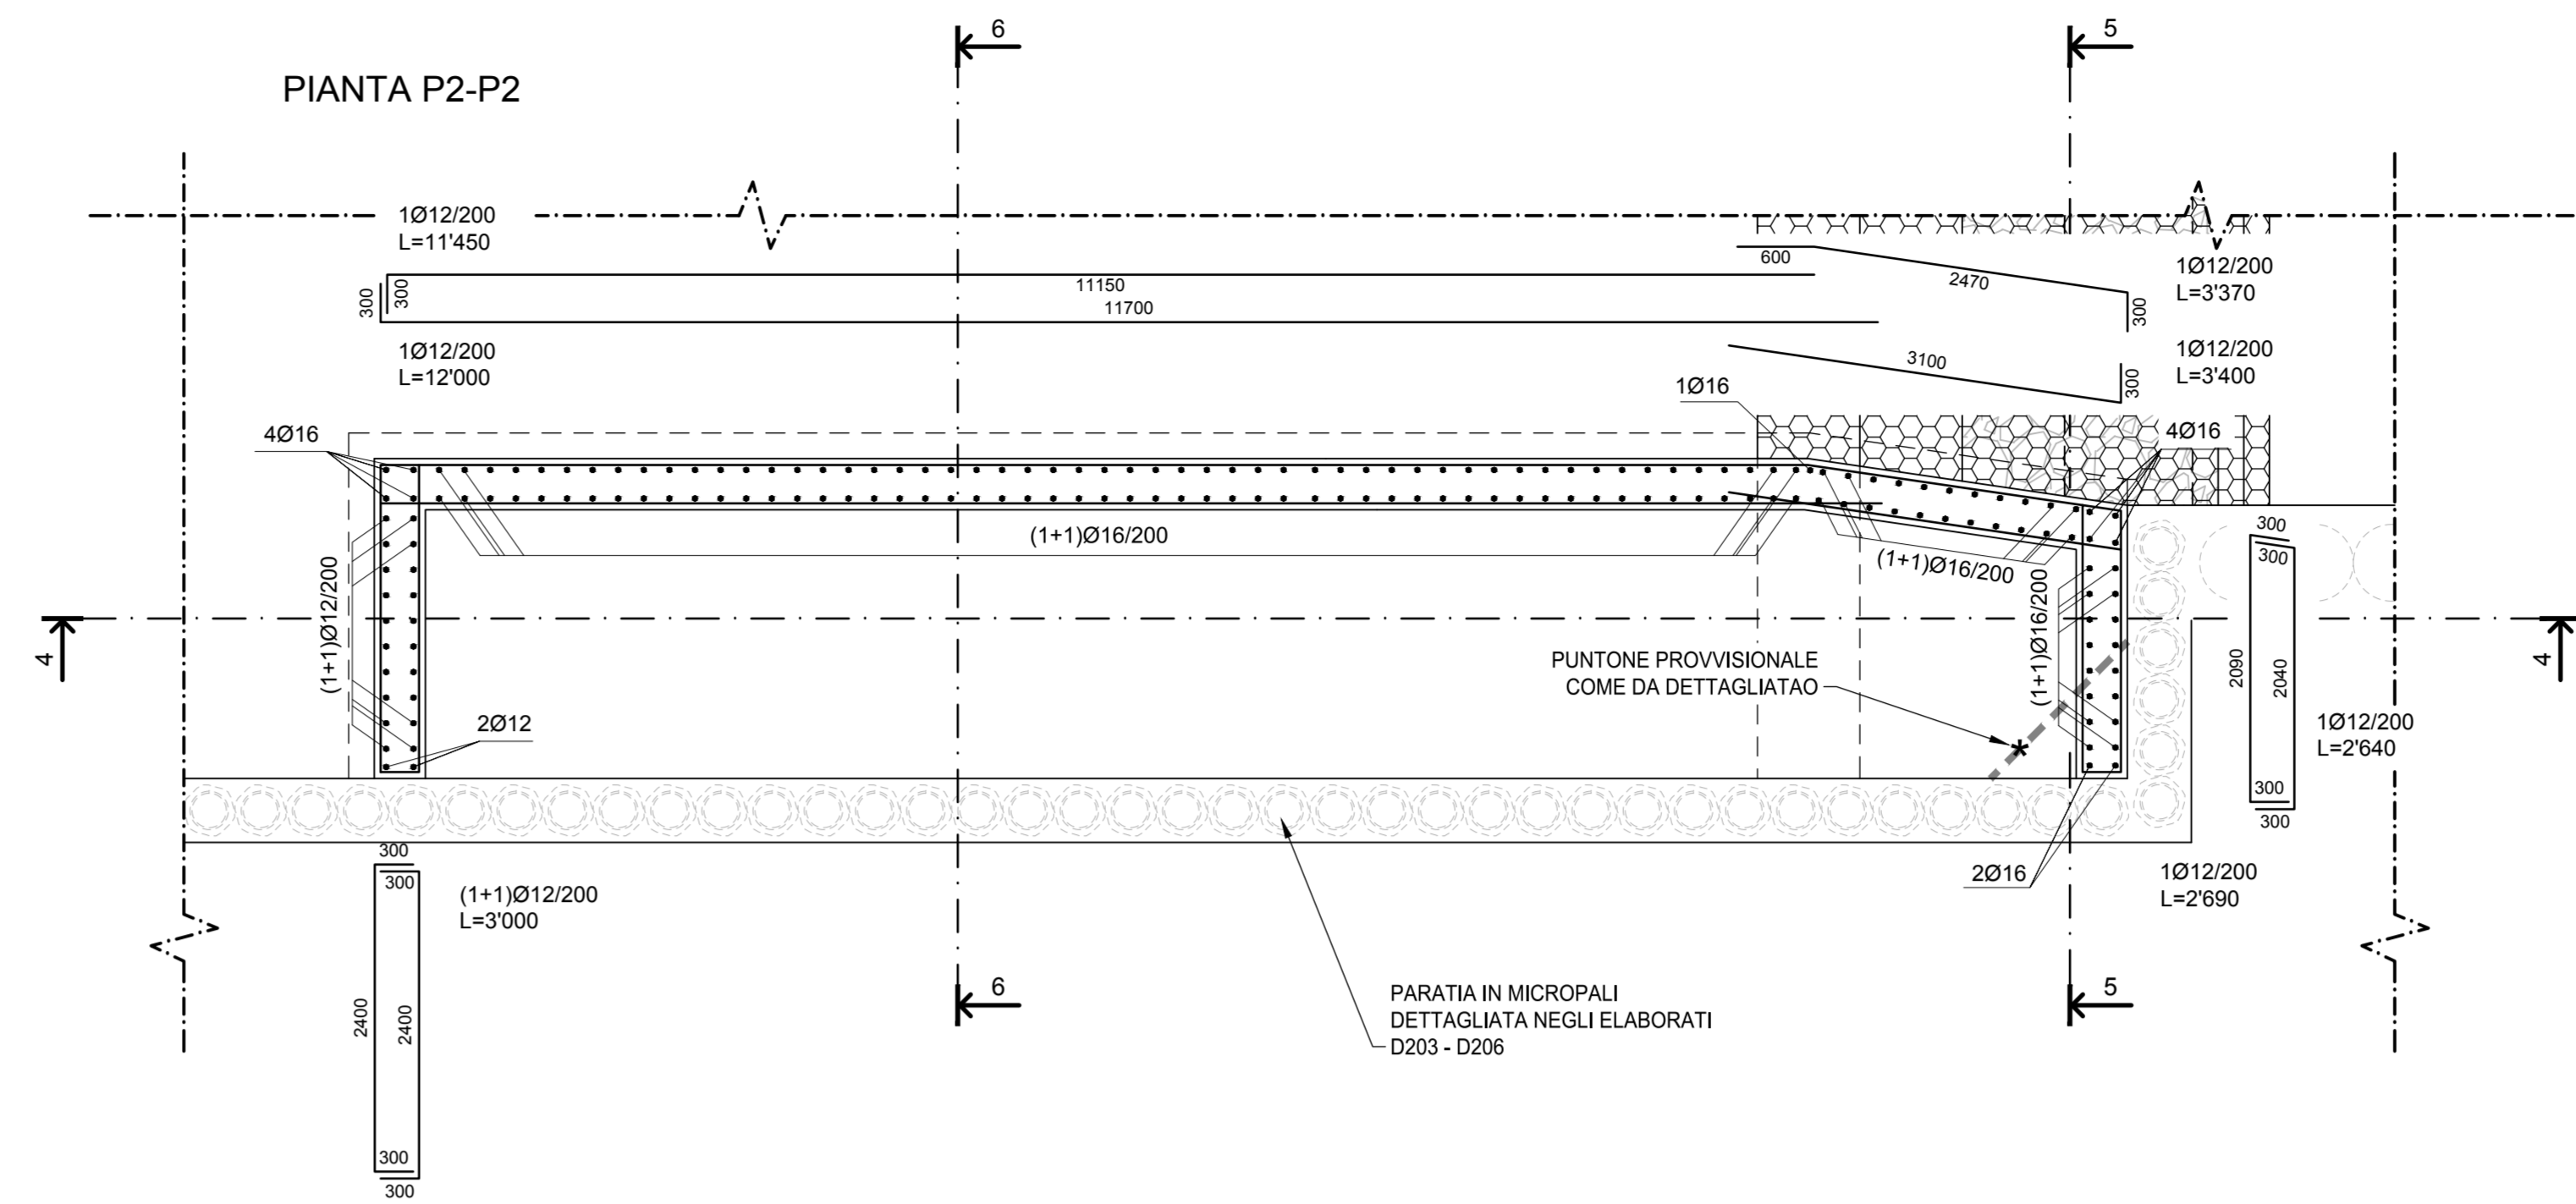 6
5
PIANTA P2-P2
1Ø12/200
L=11'450
600
2470
1Ø12/200
L=3'370
300
300
11150
11700
300
1Ø12/200
L=12'000
3100
1Ø12/200
L=3'400
300
1Ø16
4Ø16
4Ø16
(1+1)Ø16/200
(1+1)Ø16/200
(1+1)Ø12/200
(1+1)Ø16/200
300
300
2090
2040
300
300
1Ø12/200
L=2'640
4
4
PUNTONE PROVVISIONALE
COME DA DETTAGLIATAO
*
2Ø12
2Ø16
1Ø12/200
L=2'690
300
300
(1+1)Ø12/200
L=3'000
2400
2400
300
300
6
5
PARATIA IN MICROPALI
DETTAGLIATA NEGLI ELABORATI
D203 - D206